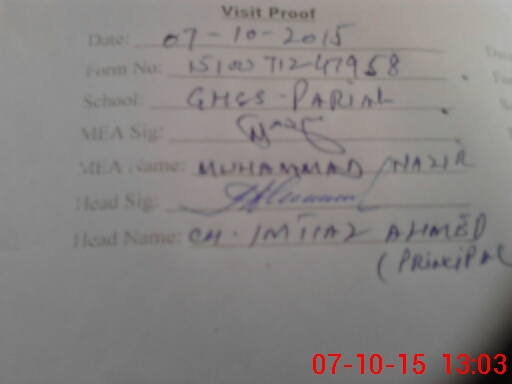 Visit Proof
Date: 07-10-2015
Form No:
School: GHCS-PARIAL
MEA Sig:
MEA Name: MUHAMMAD NAZIR
Head Sig:
Head Name: CH. IMTIAZ AHMED
(PRINCIPAL
07-10-15 13:03